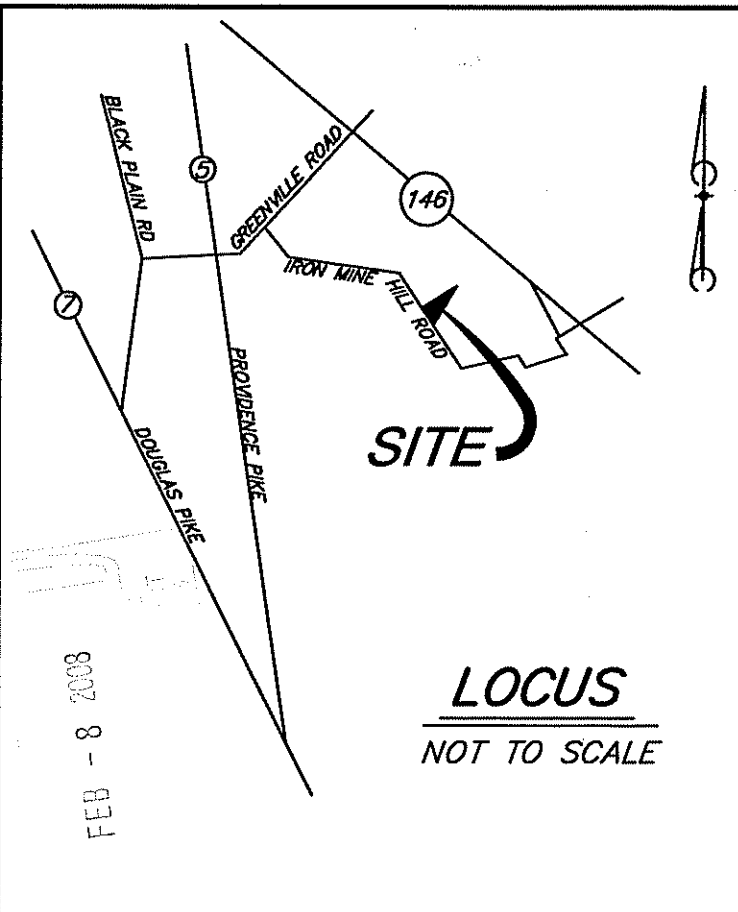 BLACK PLAIN RD
5
GREENVILLE ROAD
146
7
IRON MINE HILL ROAD
PROVIDENCE PIKE
DOUGLAS PIKE
SITE
LOCUS
NOT TO SCALE
FEB - 8 2008